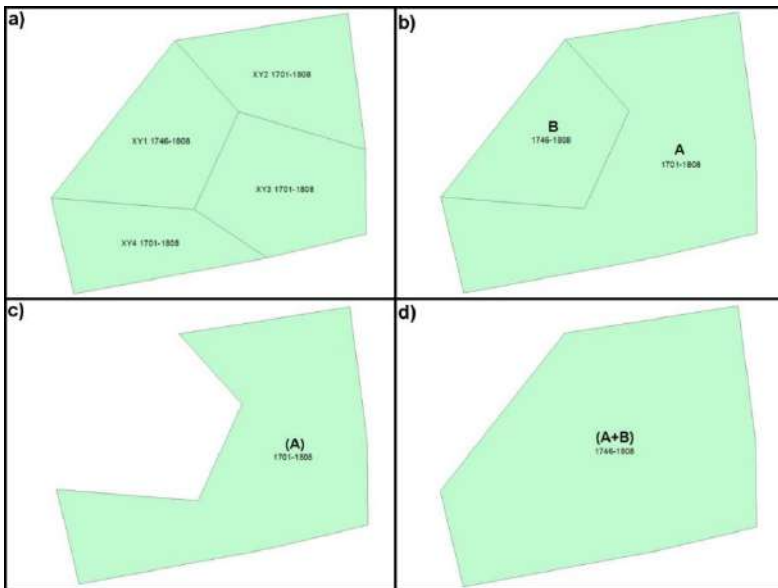 a)
XY2 1701-1808
XY1 1746-1808
XY3 1701-1808
XY4 1701-1808
b)
B
1746-1808
A
1701-1808
c)
(A)
1701-1808
d)
(A+B)
1746-1808